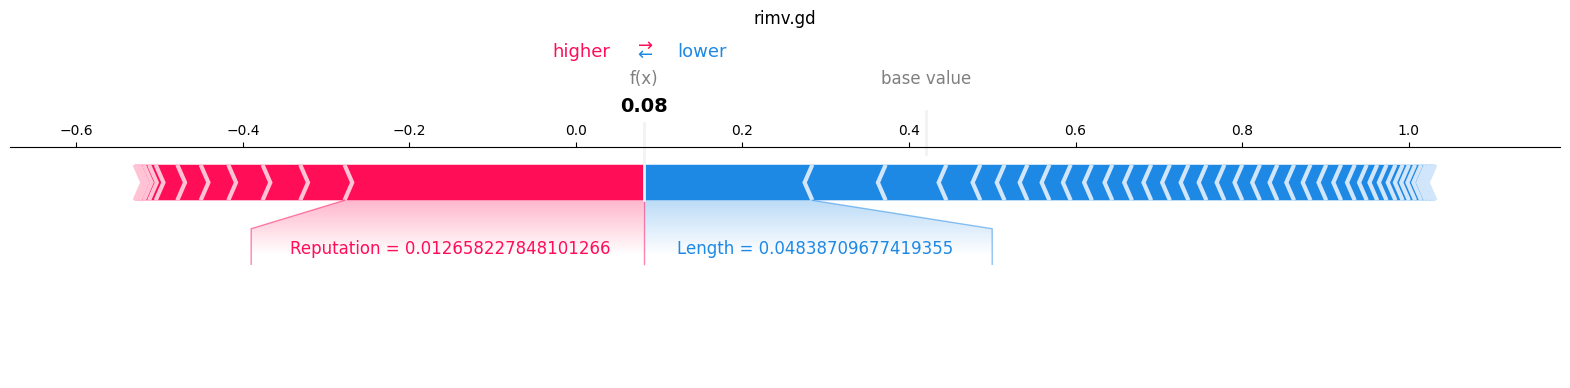 rimv.gd
higher ⇄ lower
f(x) base value
0.08
−0.6 −0.4 −0.2 0.0 0.2 0.4 0.6 0.8 1.0
Reputation = 0.012658227848101266 Length = 0.04838709677419355